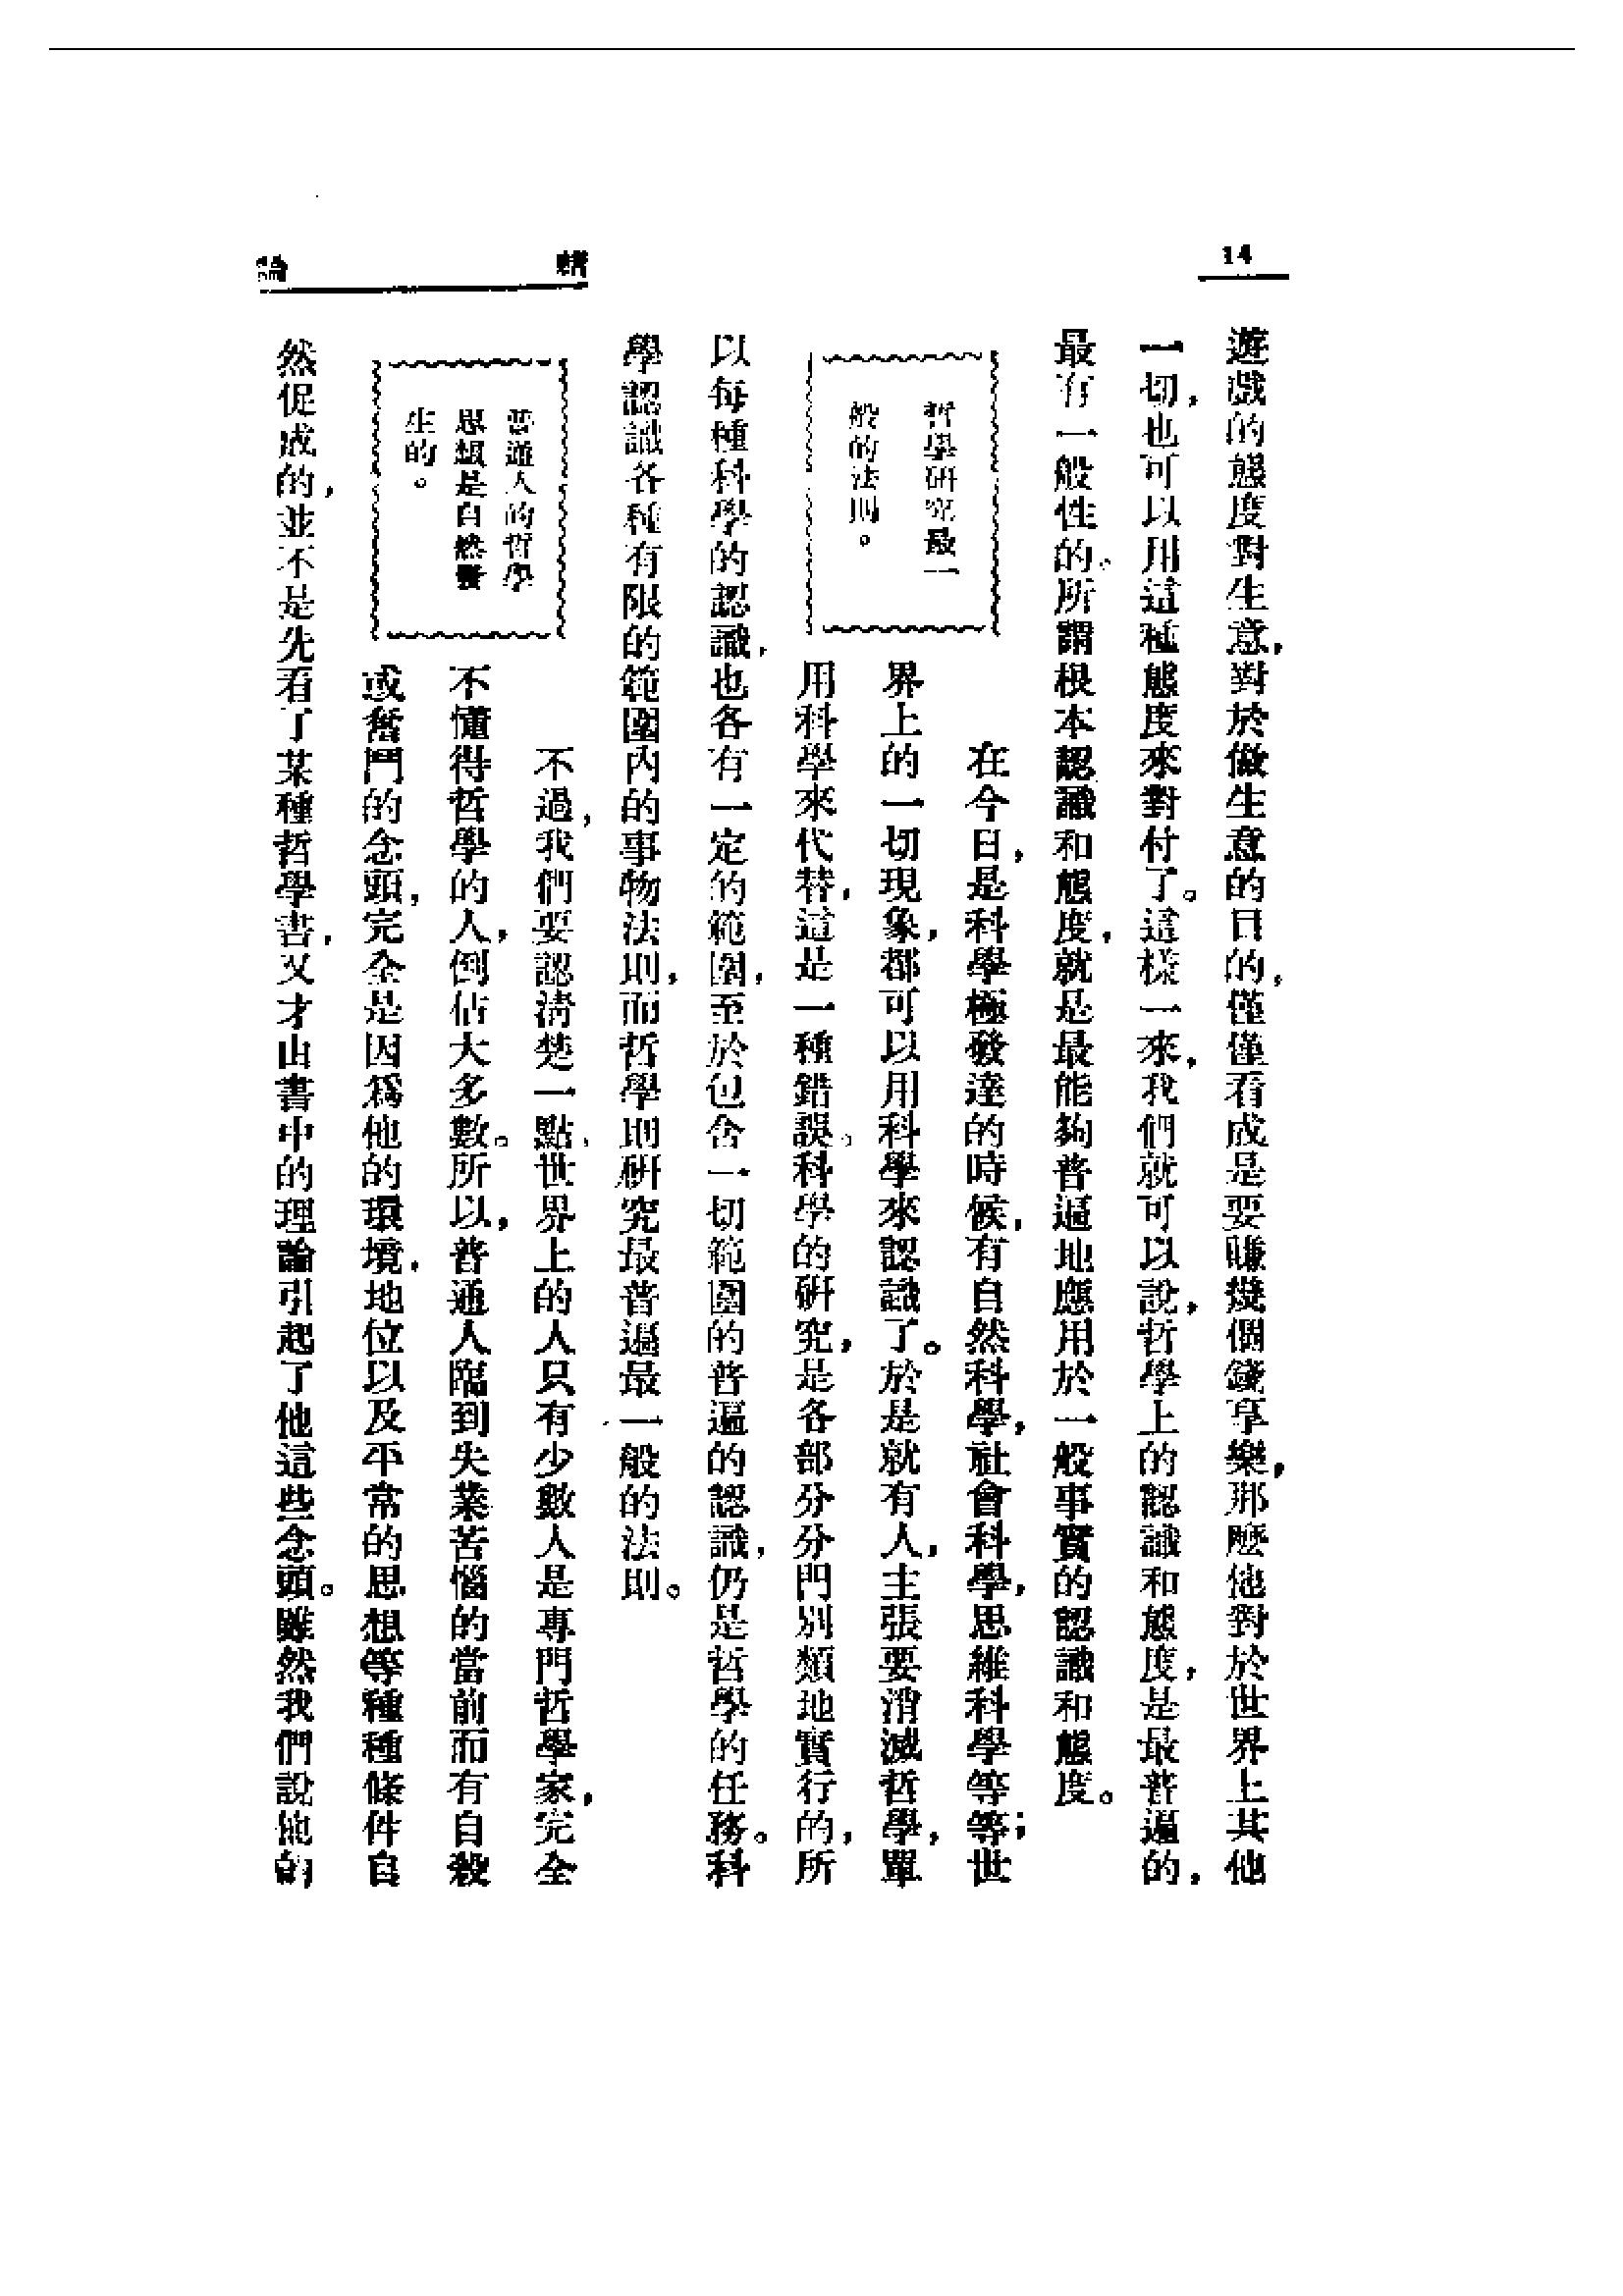 14
論
遊戲的態度對生意，對於做生意的目的，僅僅看成是要賺幾個錢享樂，那麼他對於世界上其他
一切，也可以用這種態度來對付了。這樣一來，我們就可以說，哲學上的認識和態度，是最普遍的，
最有一般性的。所謂根本認識和態度，就是最能夠普遍地應用於一般事實的認識和態度。
在今日，是科學極發達的時候，有自然科學，社會科學，思維科學等等；世
界上的一切現象，都可以用科學來認識了。於是就有人，主張要消滅哲學，單
用科學來代替，這是一種錯誤。科學的研究，是各部分分門別類地實行的，所
哲學研究最一
般的法則。
以每種科學的認識，也各有一定的範圍，至於包含一切範圍的普遍的認識，仍是哲學的任務。科
學認識各種有限的範圍內的事物法則，而哲學則研究最普遍最一般的法則。
不過，我們要認清楚一點、世界上的人只有少數人是專門哲學家，完全
不懂得哲學的人，倒佔大多數。所以，普通人臨到失業苦惱的當前而有自殺
或奮鬥的念頭，完全是因爲他的環境，地位以及平常的思想等種種條件自
普通人的哲學
思想是自然發
生的。
然促成的，並不是先看了某種哲學書，又才由書中的理論引起了他這些念頭。雖然我們說他的